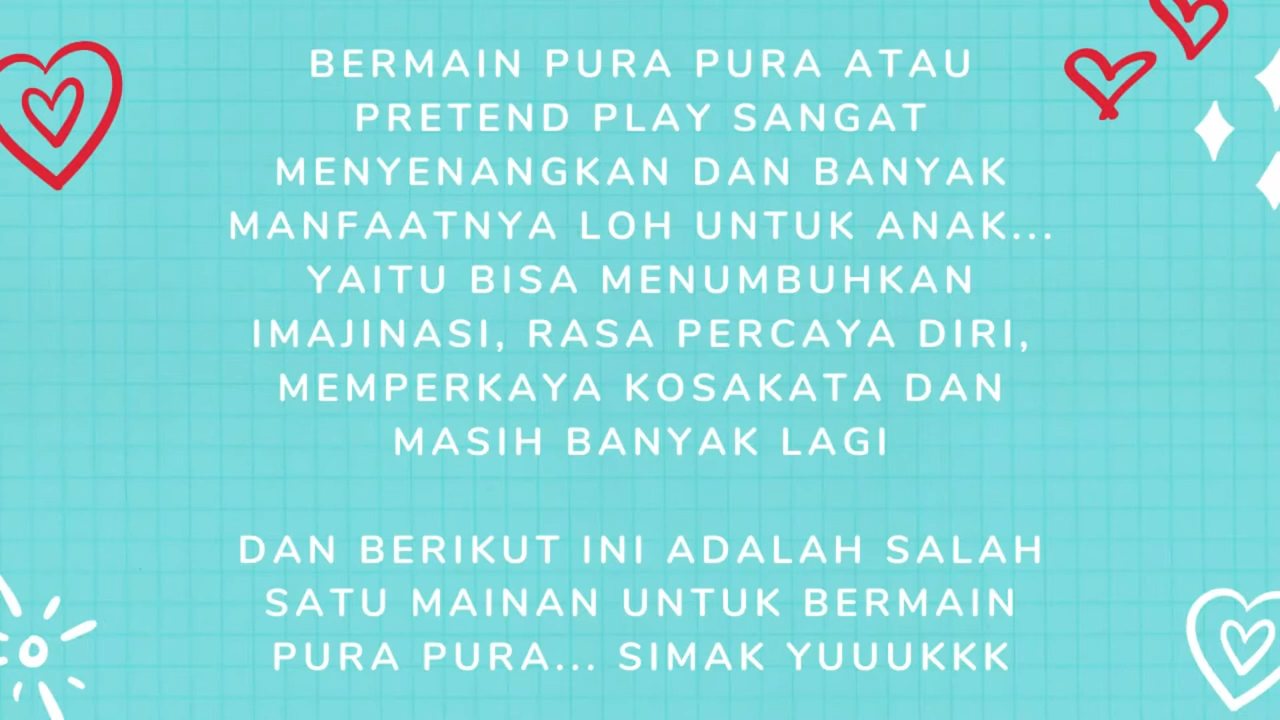 BERMAIN PURA PURA ATAU
PRETEND PLAY SANGAT
MENYENANGKAN DAN BANYAK
MANFAATNYA LOH UNTUK ANAK...
YAITU BISA MENUMBUHKAN
IMAJINASI, RASA PERCAYA DIRI,
MEMPERKAYA KOSAKATA DAN
MASIH BANYAK LAGI
DAN BERIKUT INI ADALAH SALAH
SATU MAINAN UNTUK BERMAIN
PURA PURA... SIMAK YUUUKKK